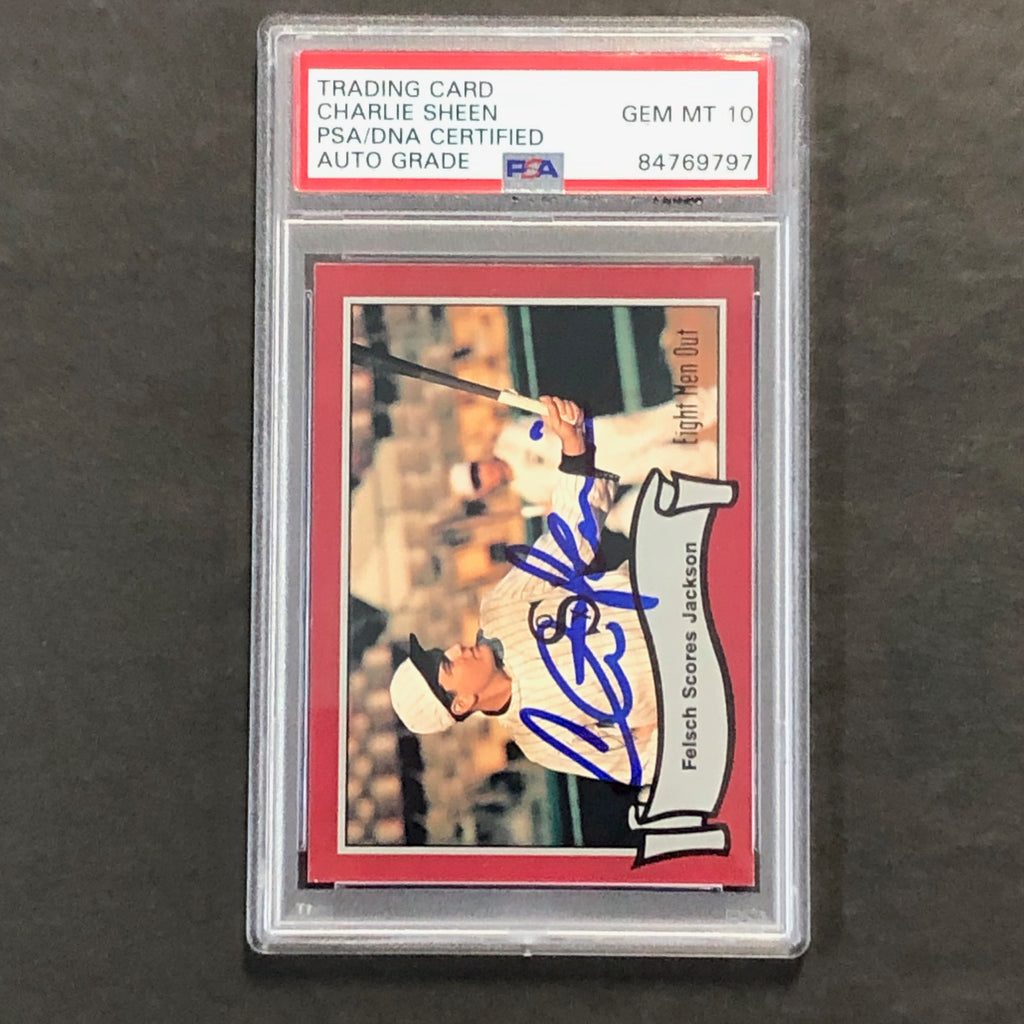 TRADING CARD
CHARLIE SHEEN
GEM MT 10
PSA/DNA CERTIFIED
AUTO GRADE
PSA
84769797
Eight Men Out
Felsch Scores Jackson